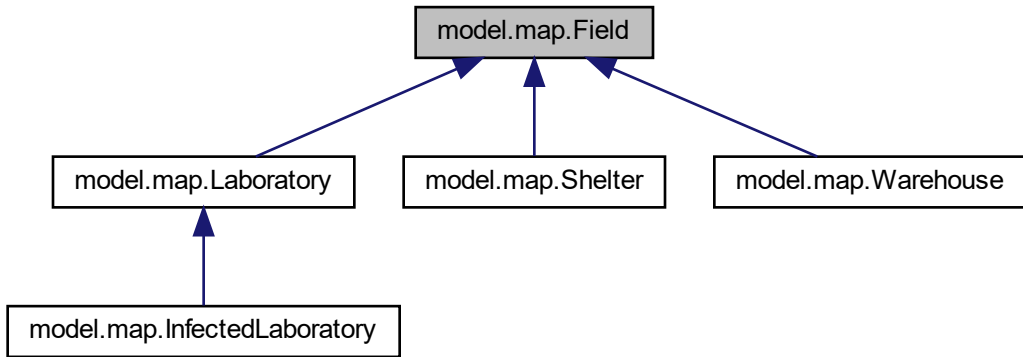 model.map.Field
model.map.Laboratory
model.map.Shelter
model.map.Warehouse
model.map.InfectedLaboratory